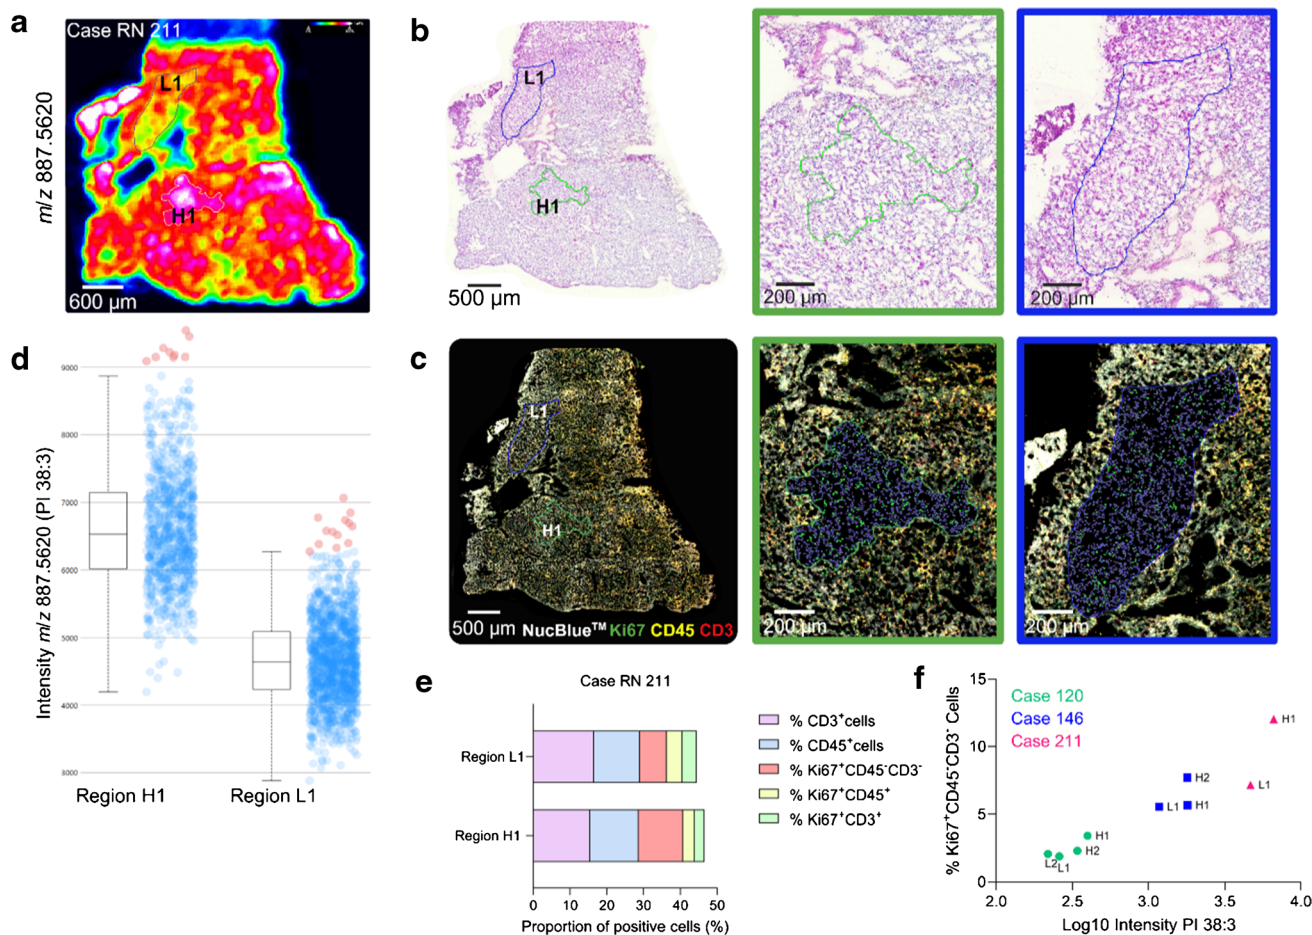 a
Case RN 211
L1
H1
600 µm
m/z 887.5620
b
L1
H1
500 µm
200 µm
200 µm
d
9000
8000
7000
6000
5000
4000
3000
Intensity m/z 887.5620 (PI 38:3)
Region H1
Region L1
c
L1
H1
500 µm NucBlue™ Ki67 CD45 CD3
200 µm
200 µm
e
Case RN 211
Region L1
Region H1
0 10 20 30 40 50
Proportion of positive cells (%)
% CD3⁺cells
% CD45⁺cells
% Ki67⁺CD45⁻CD3⁻
% Ki67⁺CD45⁺
% Ki67⁺CD3⁺
f
% Ki67⁺CD45⁻CD3⁻ Cells
15
10
5
0
Case 120
Case 146
Case 211
H1
L1
H2
L1
H1
H1
H2
L2
L1
2.0 2.5 3.0 3.5 4.0
Log10 Intensity PI 38:3